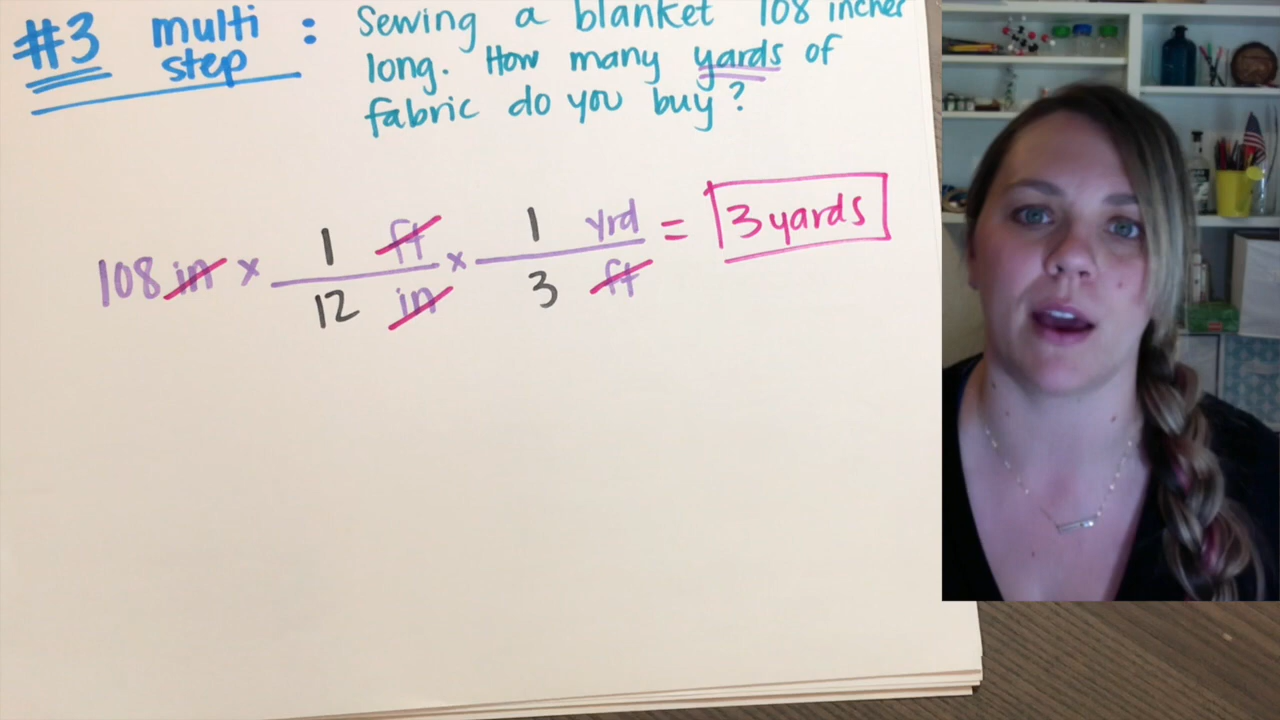 #3 multi step : Sewing a blanket 108 inches
long. How many yards of
fabric do you buy?
1 ft 1 yrd
108 in x x = 3 yards
12 in 3 ft